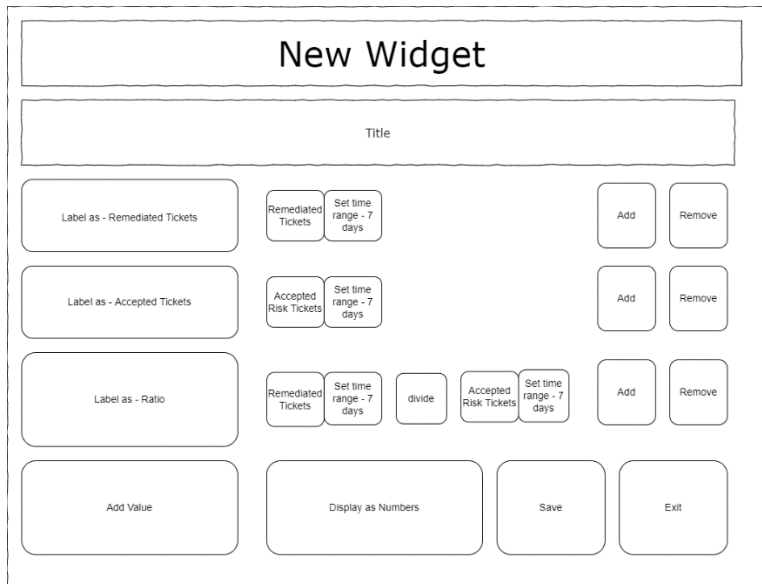 New Widget
Title
Label as - Remediated Tickets
Remediated
Tickets
Set time
range - 7
days
Add
Remove
Label as - Accepted Tickets
Accepted
Risk Tickets
Set time
range - 7
days
Add
Remove
Label as - Ratio
Remediated
Tickets
Set time
range - 7
days
divide
Accepted
Risk Tickets
Set time
range - 7
days
Add
Remove
Add Value
Display as Numbers
Save
Exit